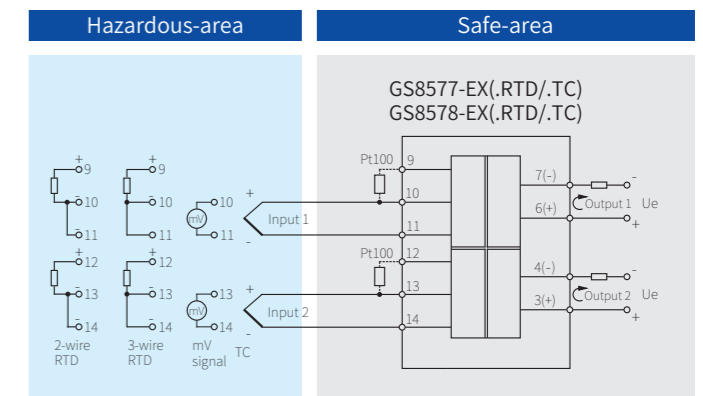 Hazardous-area
Safe-area
GS8577-EX(.RTD/.TC)
GS8578-EX(.RTD/.TC)
+
9
-
10
-
11
+
12
-
13
-
14
2-wire
RTD
+
9
-
10
11
+
12
-
13
14
3-wire
RTD
mV
10
11
mV
13
14
mV
signal
+
-
Input 1
+
-
Input 2
TC
Pt100
9
10
11
Pt100
12
13
14
7(-)
-
Output 1 Ue
6(+)
+
4(-)
-
Output 2 Ue
3(+)
+